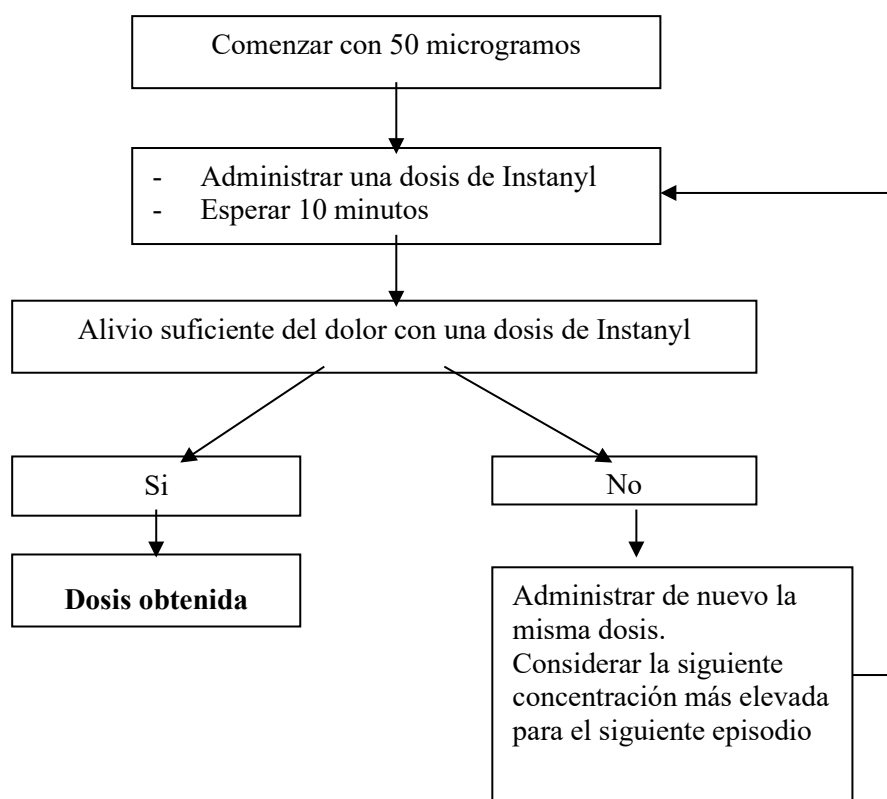 Comenzar con 50 microgramos
- Administrar una dosis de Instanyl
- Esperar 10 minutos
Alivio suficiente del dolor con una dosis de Instanyl
Si
No
Dosis obtenida
Administrar de nuevo la
misma dosis.
Considerar la siguiente
concentración más elevada
para el siguiente episodio